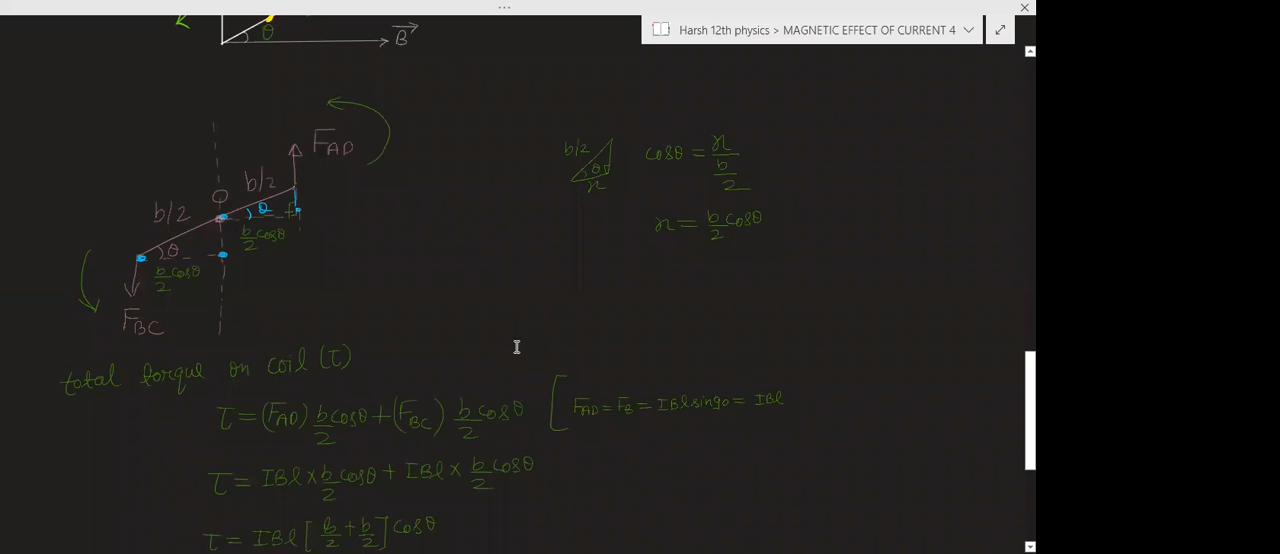 Harsh 12th physics > MAGNETIC EFFECT OF CURRENT 4
θ
B
F_AD
b/2
O
b/2
θ
b/2 cosθ
θ
b/2 cosθ
F_BC
b/2
θ
x
cosθ = x/(b/2)
x = b/2 cosθ
total torque on coil (τ)
τ = (F_AD) b/2 cosθ + (F_BC) b/2 cosθ [ F_AD = F_B = IBl sin90 = IBl
τ = IBl × b/2 cosθ + IBl × b/2 cosθ
τ = IBl [ b/2 + b/2 ] cosθ